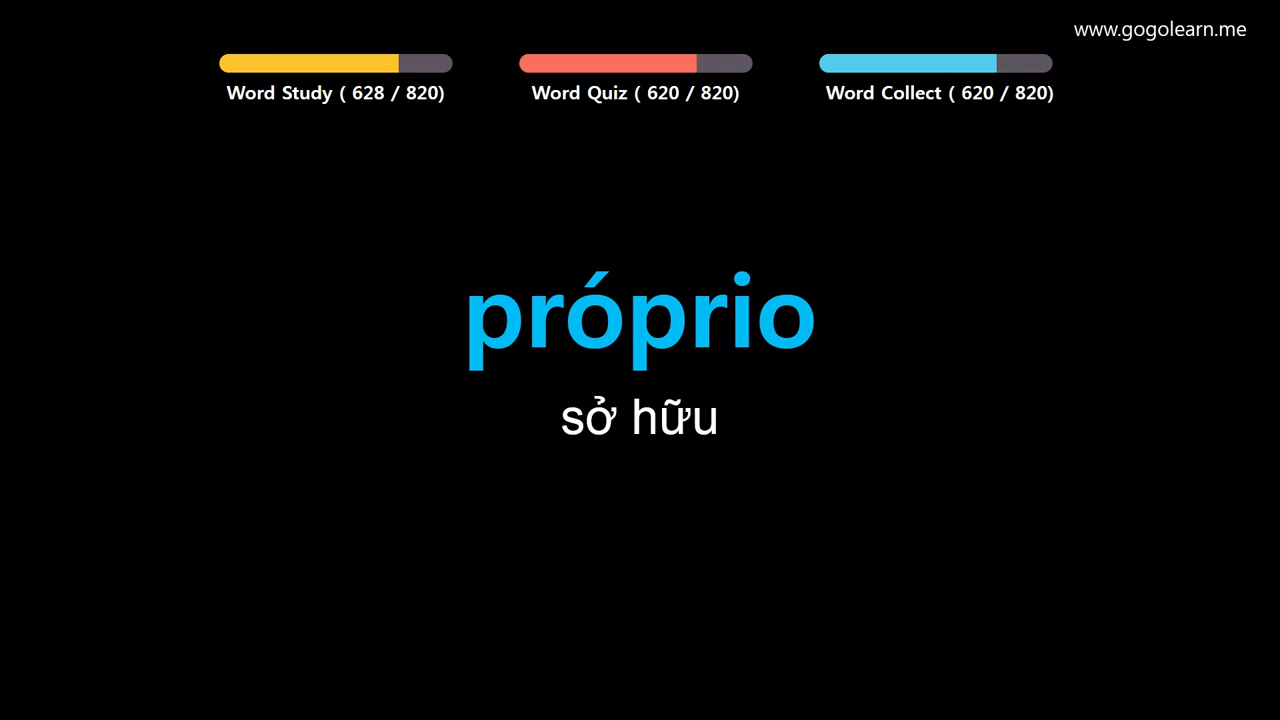 www.gogolearn.me
Word Study ( 628 / 820)
Word Quiz ( 620 / 820)
Word Collect ( 620 / 820)
próprio
sở hữu